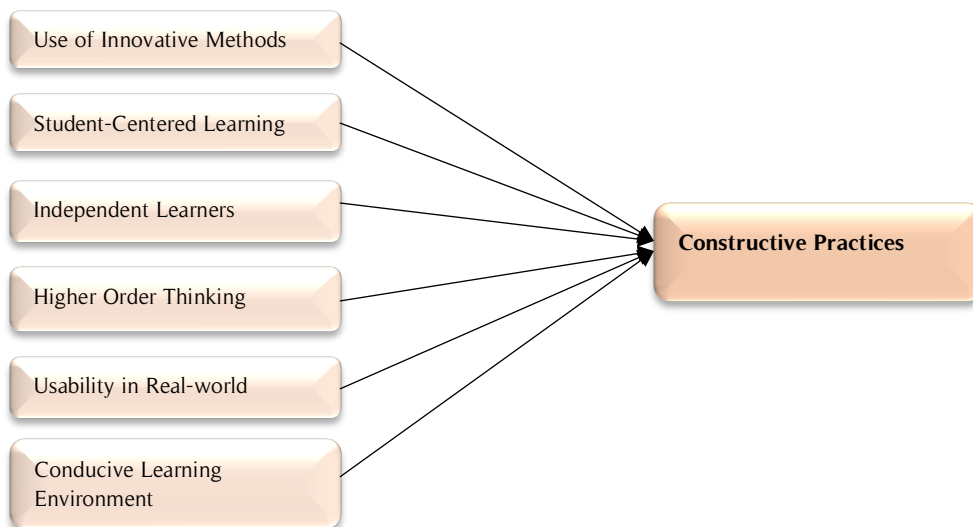 Use of Innovative Methods
Student-Centered Learning
Independent Learners
Higher Order Thinking
Usability in Real-world
Conducive Learning
Environment
Constructive Practices